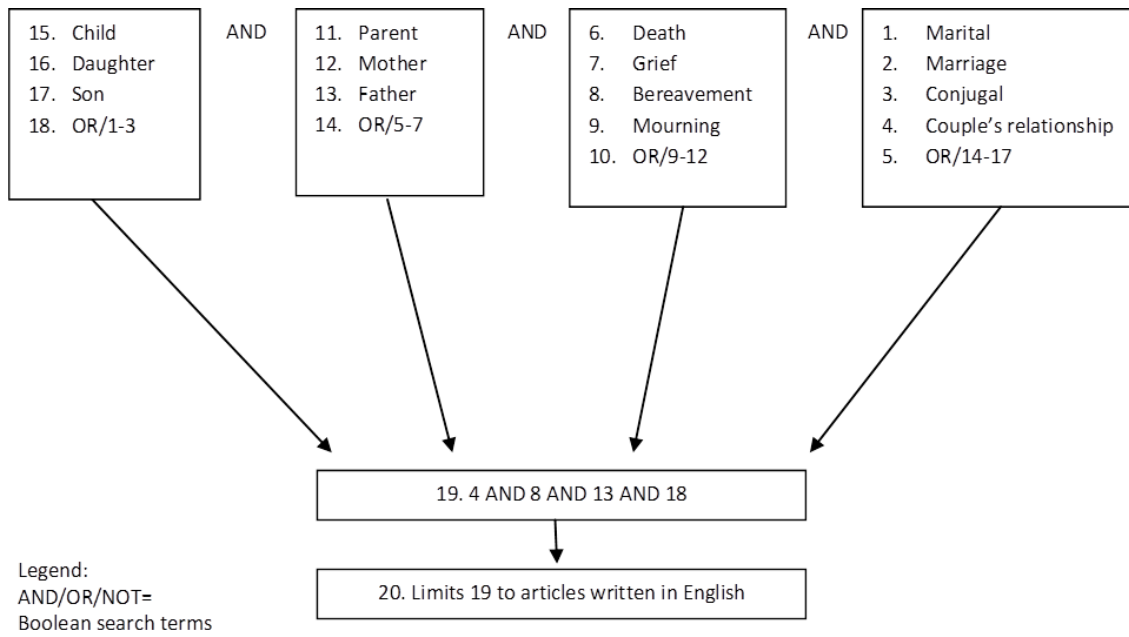 15. Child
16. Daughter
17. Son
18. OR/1-3
AND
11. Parent
12. Mother
13. Father
14. OR/5-7
AND
6. Death
7. Grief
8. Bereavement
9. Mourning
10. OR/9-12
AND
1. Marital
2. Marriage
3. Conjugal
4. Couple's relationship
5. OR/14-17
19. 4 AND 8 AND 13 AND 18
20. Limits 19 to articles written in English
Legend:
AND/OR/NOT=
Boolean search terms